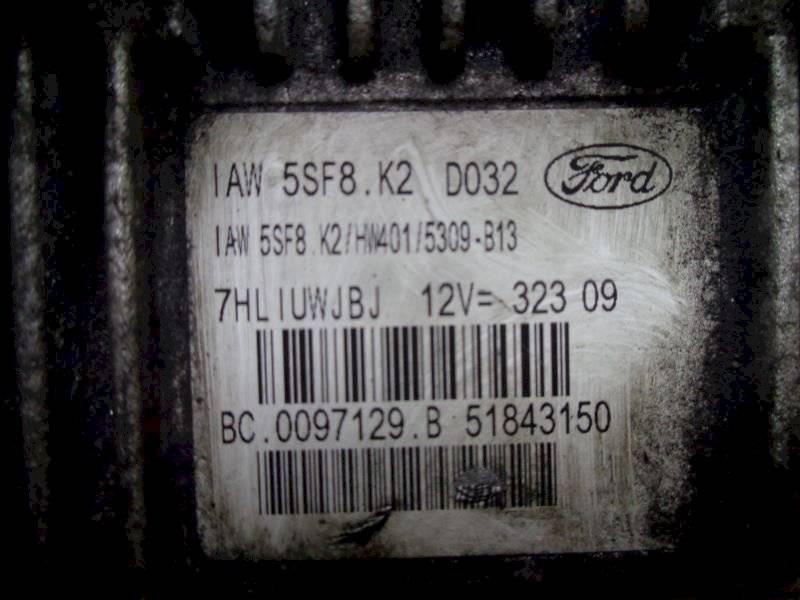 IAW 5SF8.K2 D032 Ford
IAW 5SF8.K2/HW401/5309-B13
7HLIUWJBJ 12V= 323 09
BC.0097129.B 51843150